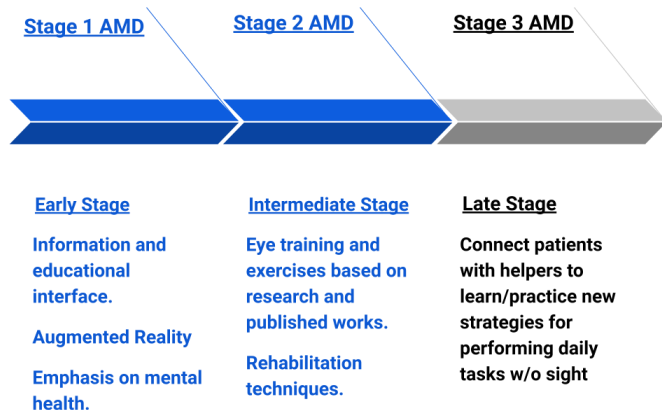 Stage 1 AMD
Stage 2 AMD
Stage 3 AMD
Early Stage
Information and
educational
interface.
Augmented Reality
Emphasis on mental
health.
Intermediate Stage
Eye training and
exercises based on
research and
published works.
Rehabilitation
techniques.
Late Stage
Connect patients
with helpers to
learn/practice new
strategies for
performing daily
tasks w/o sight